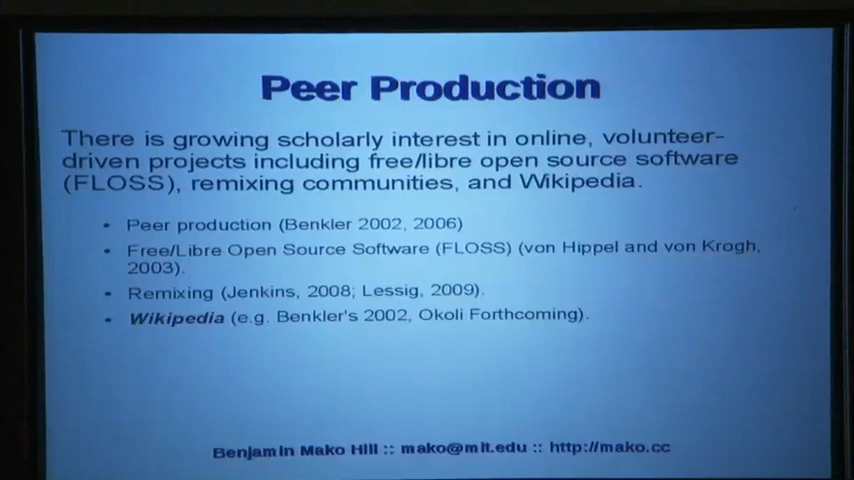 Peer Production
There is growing scholarly interest in online, volunteer-
driven projects including free/libre open source software
(FLOSS), remixing communities, and Wikipedia.
• Peer production (Benkler 2002, 2006)
• Free/Libre Open Source Software (FLOSS) (von Hippel and von Krogh,
2003).
• Remixing (Jenkins, 2008; Lessig, 2009).
• Wikipedia (e.g. Benkler's 2002, Okoli Forthcoming).
Benjamin Mako Hill :: mako@mit.edu :: http://mako.cc